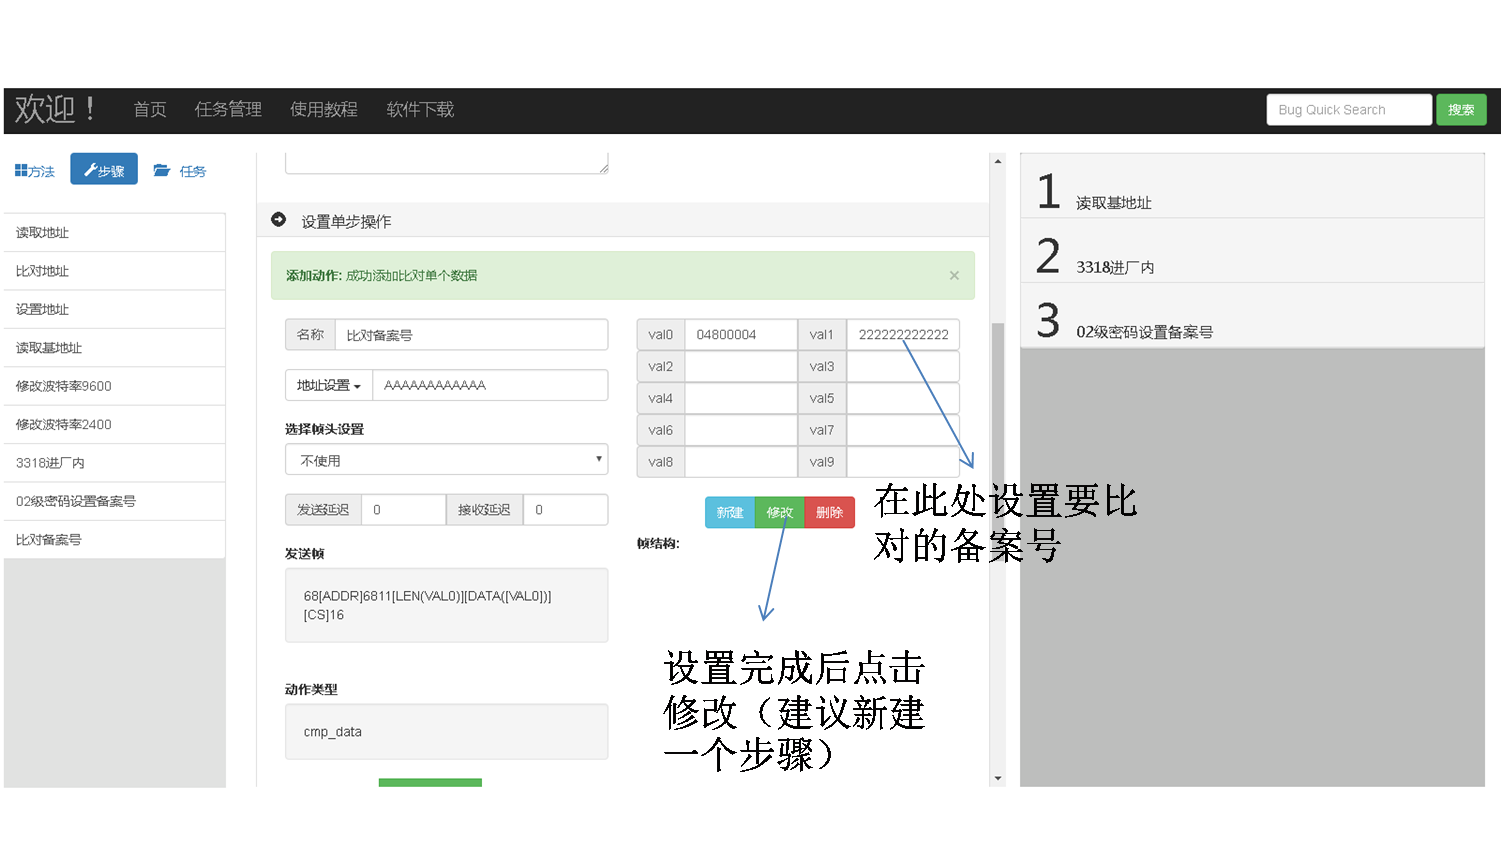 欢迎！
首页
任务管理
使用教程
软件下载
Bug Quick Search
搜索
方法
步骤
任务
读取地址
比对地址
设置地址
读取基地址
修改波特率9600
修改波特率2400
3318进厂内
02级密码设置备案号
比对备案号
设置单步操作
添加动作: 成功添加比对单个数据
×
名称 比对备案号
地址设置 AAAAAAAAAAAA
选择帧头设置
不使用
发送延迟 0 接收延迟 0
发送帧
68[ADDR]6811[LEN(VAL0)][DATA([VAL0])]
[CS]16
动作类型
cmp_data
val0 04800004 val1 222222222222
val2 val3
val4 val5
val6 val7
val8 val9
新建 修改 删除
帧结构:
在此处设置要比
对的备案号
设置完成后点击
修改（建议新建
一个步骤）
1 读取基地址
2 3318进厂内
3 02级密码设置备案号